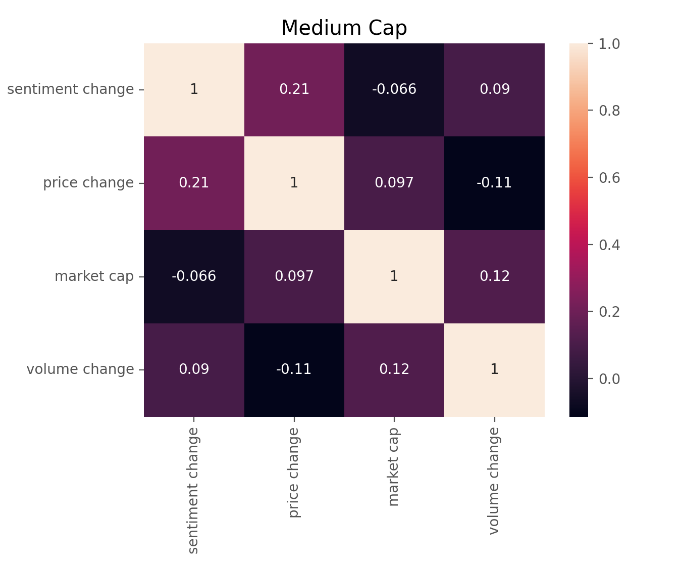 Medium Cap
sentiment change 1 0.21 -0.066 0.09
price change 0.21 1 0.097 -0.11
market cap -0.066 0.097 1 0.12
volume change 0.09 -0.11 0.12 1
sentiment change
price change
market cap
volume change
1.0
0.8
0.6
0.4
0.2
0.0